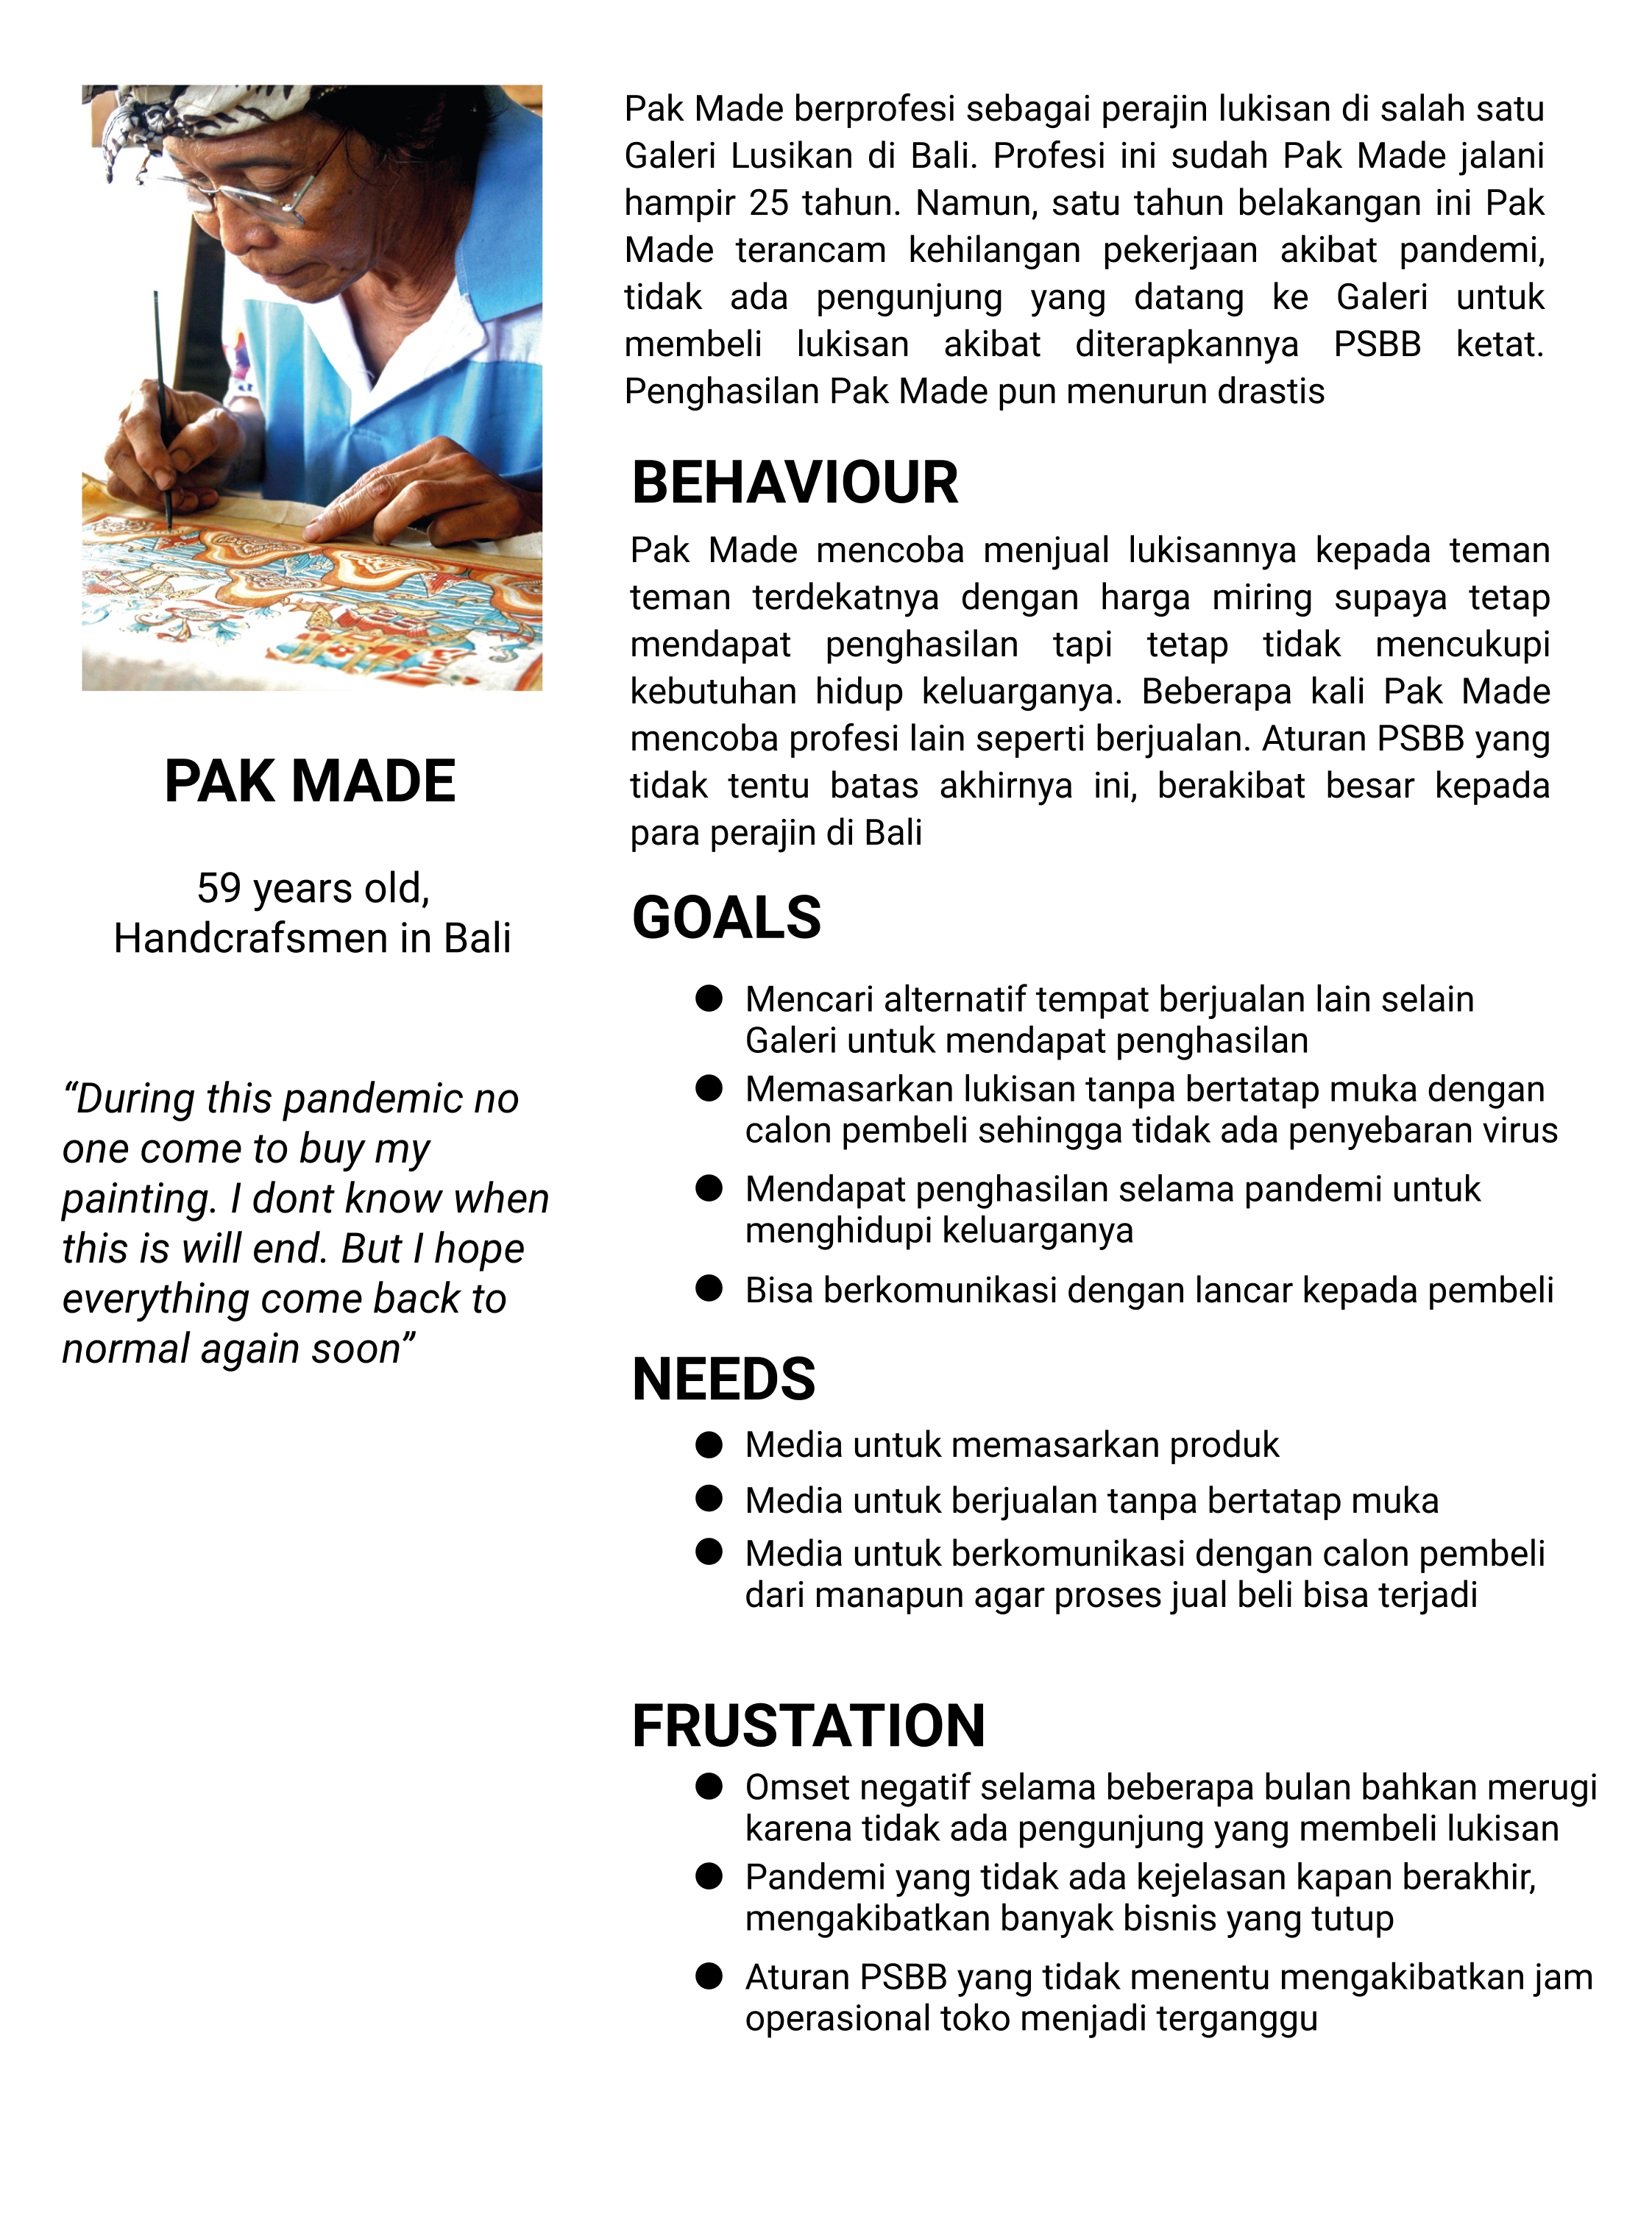 PAK MADE
59 years old,
Handcrafsmen in Bali
“During this pandemic no
one come to buy my
painting. I dont know when
this is will end. But I hope
everything come back to
normal again soon”
Pak Made berprofesi sebagai perajin lukisan di salah satu
Galeri Lusikan di Bali. Profesi ini sudah Pak Made jalani
hampir 25 tahun. Namun, satu tahun belakangan ini Pak
Made terancam kehilangan pekerjaan akibat pandemi,
tidak ada pengunjung yang datang ke Galeri untuk
membeli lukisan akibat diterapkannya PSBB ketat.
Penghasilan Pak Made pun menurun drastis
BEHAVIOUR
Pak Made mencoba menjual lukisannya kepada teman
teman terdekatnya dengan harga miring supaya tetap
mendapat penghasilan tapi tetap tidak mencukupi
kebutuhan hidup keluarganya. Beberapa kali Pak Made
mencoba profesi lain seperti berjualan. Aturan PSBB yang
tidak tentu batas akhirnya ini, berakibat besar kepada
para perajin di Bali
GOALS
● Mencari alternatif tempat berjualan lain selain
Galeri untuk mendapat penghasilan
● Memasarkan lukisan tanpa bertatap muka dengan
calon pembeli sehingga tidak ada penyebaran virus
● Mendapat penghasilan selama pandemi untuk
menghidupi keluarganya
● Bisa berkomunikasi dengan lancar kepada pembeli
NEEDS
● Media untuk memasarkan produk
● Media untuk berjualan tanpa bertatap muka
● Media untuk berkomunikasi dengan calon pembeli
dari manapun agar proses jual beli bisa terjadi
FRUSTATION
● Omset negatif selama beberapa bulan bahkan merugi
karena tidak ada pengunjung yang membeli lukisan
● Pandemi yang tidak ada kejelasan kapan berakhir,
mengakibatkan banyak bisnis yang tutup
● Aturan PSBB yang tidak menentu mengakibatkan jam
operasional toko menjadi terganggu